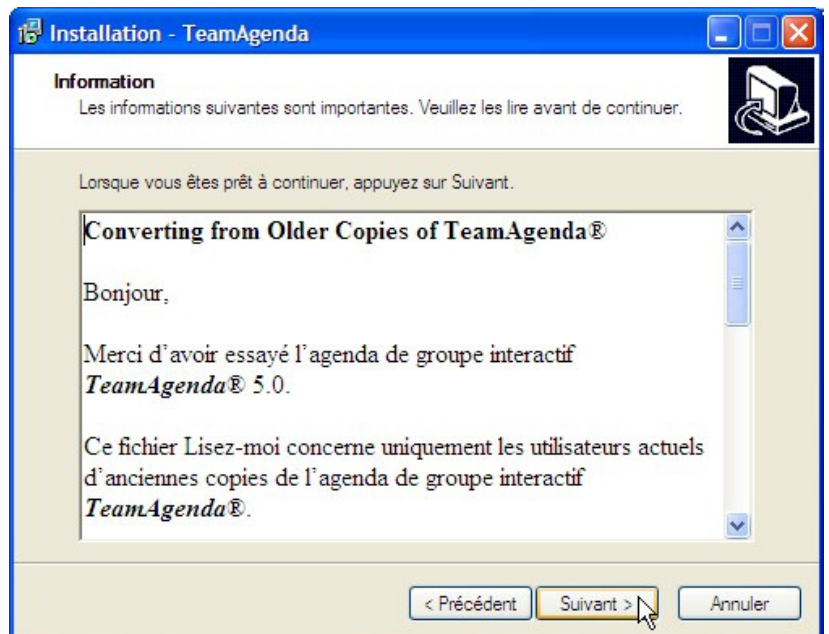 Installation - TeamAgenda
Information
Les informations suivantes sont importantes. Veuillez les lire avant de continuer.
Lorsque vous êtes prêt à continuer, appuyez sur Suivant.
Converting from Older Copies of TeamAgenda®
Bonjour,
Merci d’avoir essayé l’agenda de groupe interactif
TeamAgenda® 5.0.
Ce fichier Lisez-moi concerne uniquement les utilisateurs actuels
d’anciennes copies de l’agenda de groupe interactif
TeamAgenda®.
< Précédent Suivant > Annuler